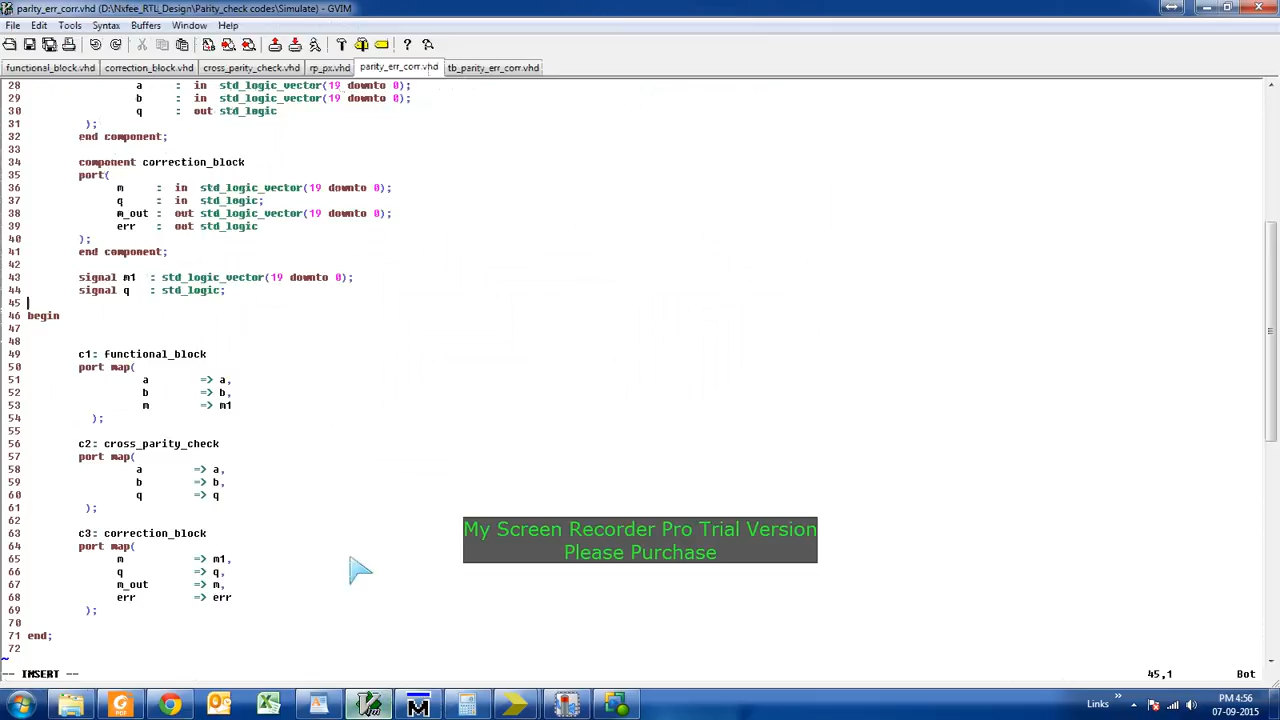 parity_err_corr.vhd (D:\Nxfee_RTL_Design\Parity_check codes\Simulate) - GVIM
File Edit Tools Syntax Buffers Window Help
functional_block.vhd correction_block.vhd cross_parity_check.vhd rp_px.vhd parity_err_corr.vhd tb_parity_err_corr.vhd
28 a : in std_logic_vector(19 downto 0);
29 b : in std_logic_vector(19 downto 0);
30 q : out std_logic
31 );
32 end component;
33
34 component correction_block
35 port(
36 m : in std_logic_vector(19 downto 0);
37 q : in std_logic;
38 m_out : out std_logic_vector(19 downto 0);
39 err : out std_logic
40 );
41 end component;
42
43 signal m1 : std_logic_vector(19 downto 0);
44 signal q : std_logic;
45
46 begin
47
48
49 c1: functional_block
50 port map(
51 a => a,
52 b => b,
53 m => m1
54 );
55
56 c2: cross_parity_check
57 port map(
58 a => a,
59 b => b,
60 q => q
61 );
62
63 c3: correction_block
64 port map(
65 m => m1,
66 q => q,
67 m_out => m,
68 err => err
69 );
70
71 end;
72
~
My Screen Recorder Pro Trial Version
Please Purchase
-- INSERT -- 45,1 Bot
Links PM 4:56
07-09-2015